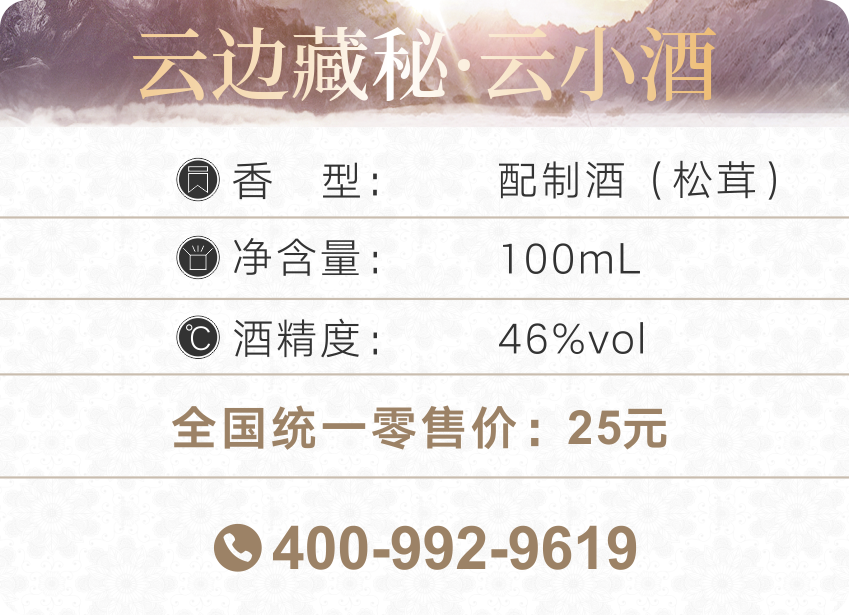 云边藏秘·云小酒
香 型： 配制酒（松茸）
净含量： 100mL
酒精度： 46%vol
全国统一零售价：25元
400-992-9619